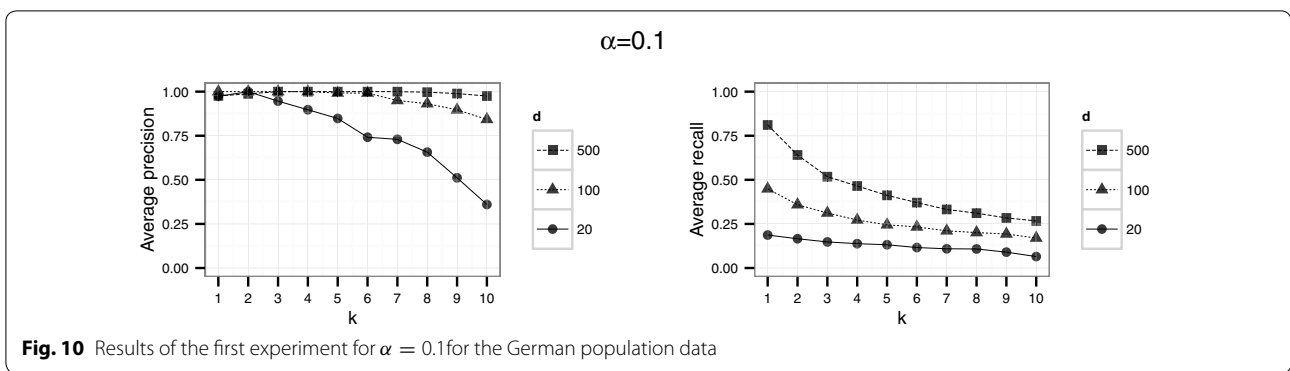 α=0.1
Average precision
1.00
0.75
0.50
0.25
0.00
1 2 3 4 5 6 7 8 9 10
k
d
500
100
20
Average recall
1.00
0.75
0.50
0.25
0.00
1 2 3 4 5 6 7 8 9 10
k
d
500
100
20
Fig. 10 Results of the first experiment for α = 0.1for the German population data